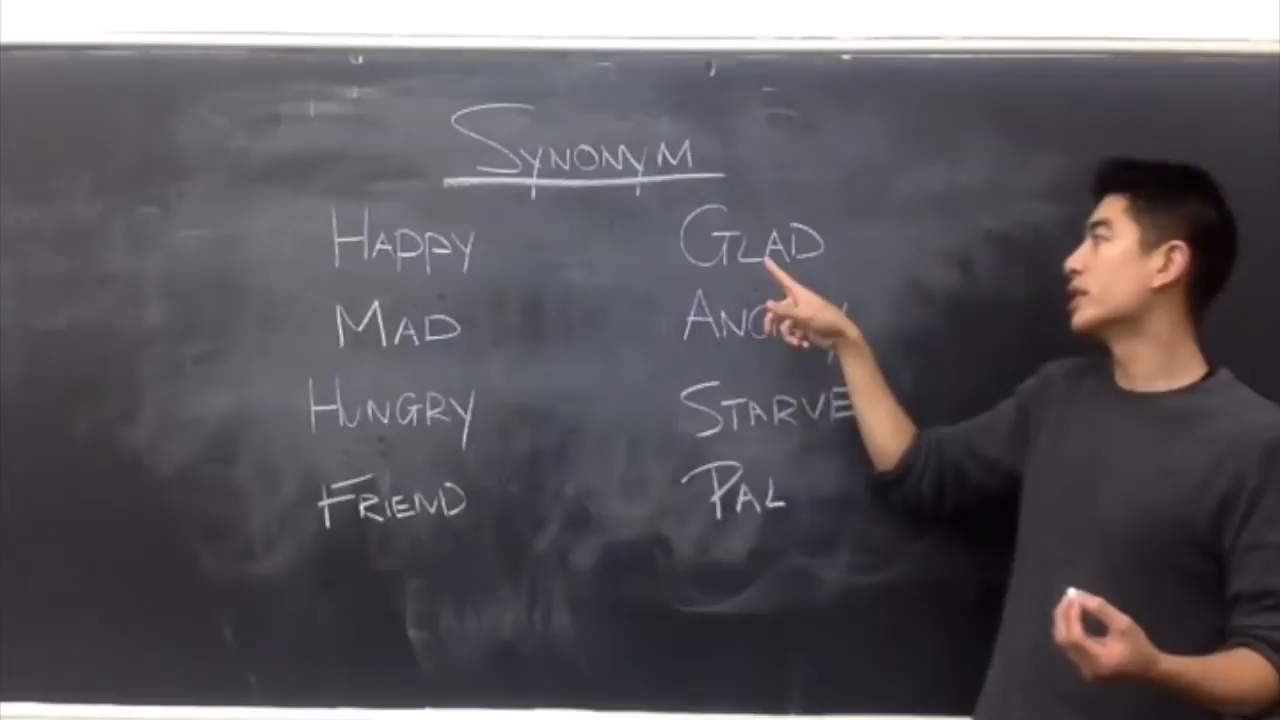 SYNONYM
HAPPY GLAD
MAD ANGRY
HUNGRY STARVE
FRIEND PAL